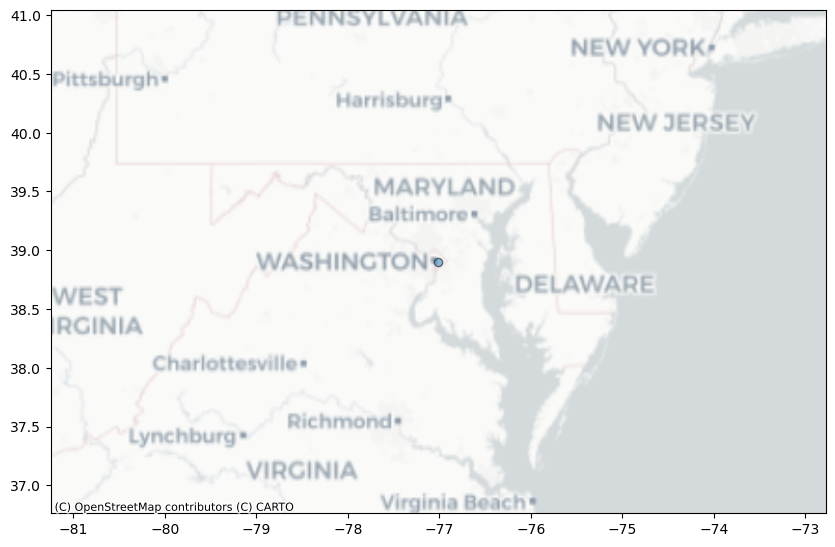 41.0
PENNSYLVANIA
NEW YORK
40.5
Pittsburgh
Harrisburg
NEW JERSEY
40.0
39.5
MARYLAND
Baltimore
39.0
WASHINGTON
DELAWARE
WEST
38.5
IRGINIA
Charlottesville
38.0
Richmond
37.5
Lynchburg
VIRGINIA
37.0
Virginia Beach
(C) OpenStreetMap contributors (C) CARTO
−81 −80 −79 −78 −77 −76 −75 −74 −73